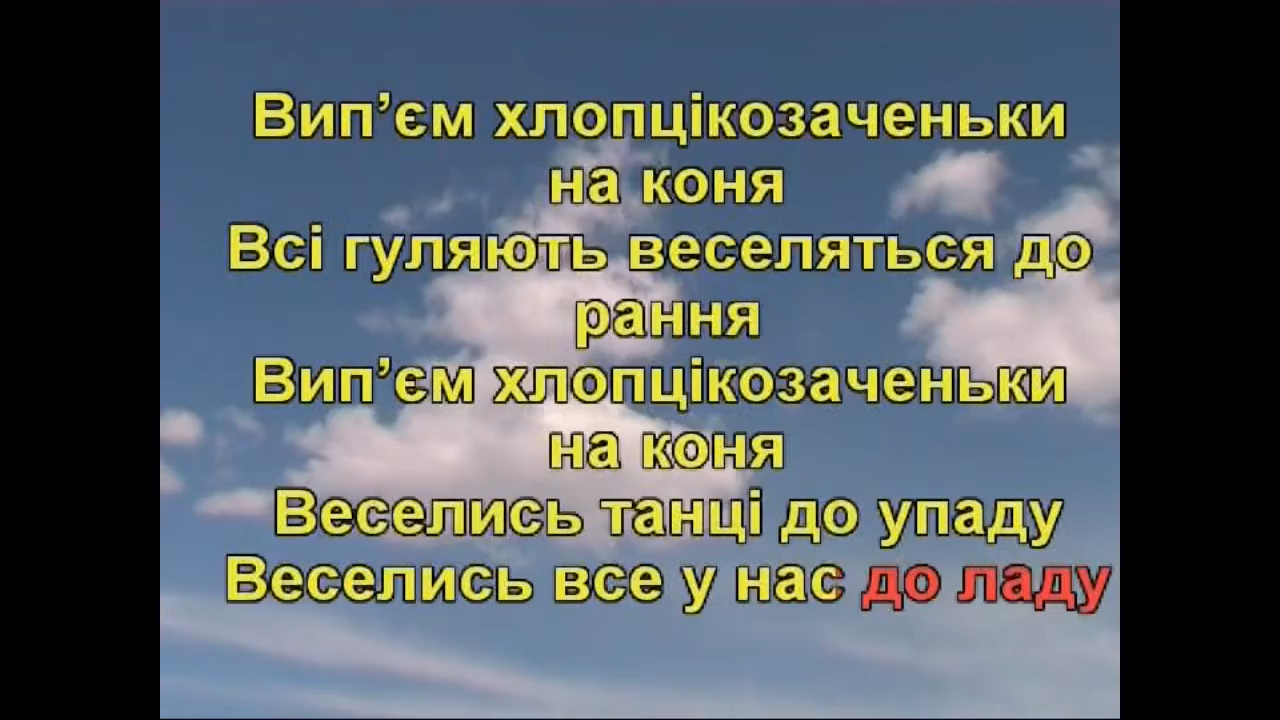 Вип’єм хлопцікозаченьки
на коня
Всі гуляють веселяться до
рання
Вип’єм хлопцікозаченьки
на коня
Веселись танці до упаду
Веселись все у нас до ладу